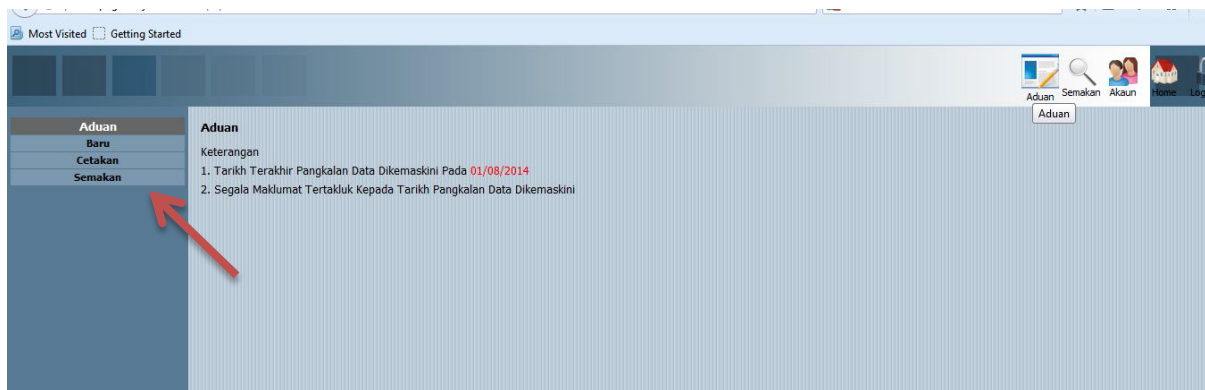 Most Visited Getting Started
Aduan Semakan Akaun Home Log
Aduan
Aduan
Baru
Cetakan
Semakan
Aduan
Keterangan
1. Tarikh Terakhir Pangkalan Data Dikemaskini Pada 01/08/2014
2. Segala Maklumat Tertakluk Kepada Tarikh Pangkalan Data Dikemaskini